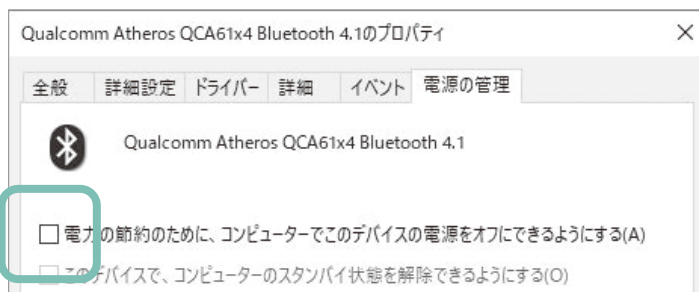 Qualcomm Atheros QCA61x4 Bluetooth 4.1のプロパティ
全般 詳細設定 ドライバー 詳細 イベント 電源の管理
Qualcomm Atheros QCA61x4 Bluetooth 4.1
電力の節約のために、コンピューターでこのデバイスの電源をオフにできるようにする(A)
このデバイスで、コンピューターのスタンバイ状態を解除できるようにする(O)